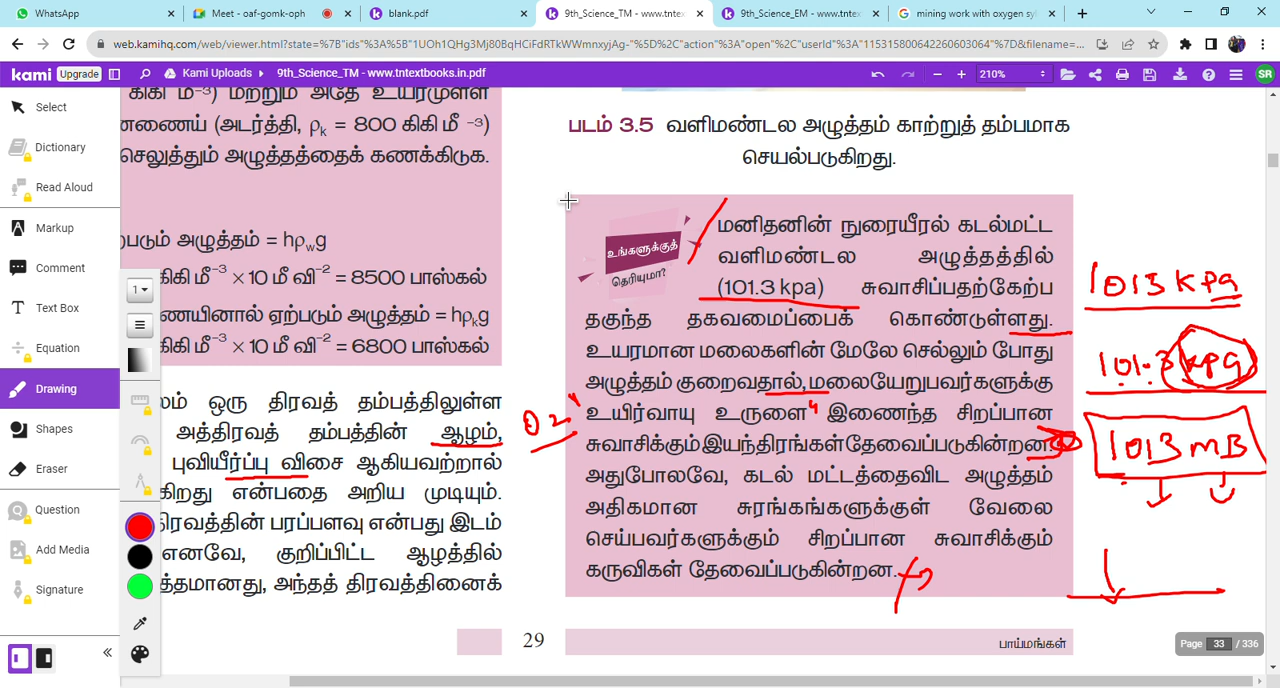 WhatsApp
Meet - oaf-gomk-oph
blank.pdf
9th_Science_TM - www.tntex
9th_Science_EM - www.tntex
mining work with oxygen sy
web.kamihq.com/web/viewer.html?state=%7B"ids"%3A%5B"1UOh1QHg3Mj80BqHCiFdRTkWWmnxyjAg-"%5D%2C"action"%3A"open"%2C"userId"%3A"115315800642260603064"%7D&filename=...
kami Upgrade
Kami Uploads
9th_Science_TM - www.tntextbooks.in.pdf
210%
SR
Select
Dictionary
Read Aloud
Markup
Comment
Text Box
Equation
Drawing
Shapes
Eraser
Question
Add Media
Signature
1
கிகி மீ⁻³) மற்றும் அதே உயரமுள்ள
ணணெய் (அடர்த்தி, ρₖ = 800 கிகி மீ ⁻³)
செலுத்தும் அழுத்தத்தைக் கணக்கிடுக.
ற்படும் அழுத்தம் = hρwg
கிகி மீ⁻³ × 10 மீ வி⁻² = 8500 பாஸ்கல்
ணயினால் ஏற்படும் அழுத்தம் = hρₖg
கிகி மீ⁻³ × 10 மீ வி⁻² = 6800 பாஸ்கல்
லம் ஒரு திரவத் தம்பத்திலுள்ள
அத்திரவத் தம்பத்தின் ஆழம்,
புவியீர்ப்பு விசை ஆகியவற்றால்
கிறது என்பதை அறிய முடியும்.
திரவத்தின் பரப்பளவு என்பது இடம்
எனவே, குறிப்பிட்ட ஆழத்தில்
த்தமானது, அந்தத் திரவத்தினைக்
29
படம் 3.5 வளிமண்டல அழுத்தம் காற்றுத் தம்பமாக
செயல்படுகிறது.
உங்களுக்குத்
தெரியுமா?
மனிதனின் நுரையீரல் கடல்மட்ட
வளிமண்டல அழுத்தத்தில்
(101.3 kpa) சுவாசிப்பதற்கேற்ப
தகுந்த தகவமைப்பைக் கொண்டுள்ளது.
உயரமான மலைகளின் மேலே செல்லும் போது
அழுத்தம் குறைவதால், மலையேறுபவர்களுக்கு
உயிர்வாயு உருளை இணைந்த சிறப்பான
சுவாசிக்கும் இயந்திரங்கள் தேவைப்படுகின்றன.
அதுபோலவே, கடல் மட்டத்தைவிட அழுத்தம்
அதிகமான சுரங்கங்களுக்குள் வேலை
செய்பவர்களுக்கும் சிறப்பான சுவாசிக்கும்
கருவிகள் தேவைப்படுகின்றன.
பாய்மங்கள்
O2
1013 kpa
101.3 kpa
1013 mB
Page 33 / 336